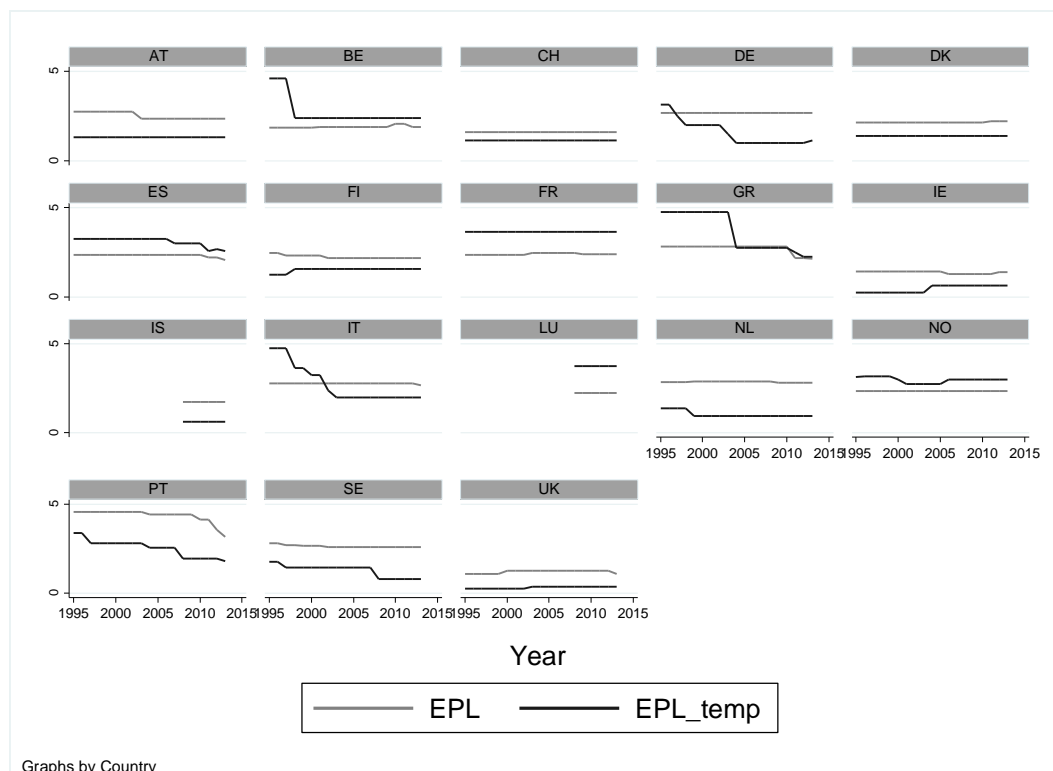 AT BE CH DE DK
5
0
ES FI FR GR IE
5
0
IS IT LU NL NO
5
0
1995 2000 2005 2010 2015 1995 2000 2005 2010 2015
PT SE UK
5
0
1995 2000 2005 2010 2015 1995 2000 2005 2010 2015 1995 2000 2005 2010 2015
Year
EPL EPL_temp
Graphs by Country